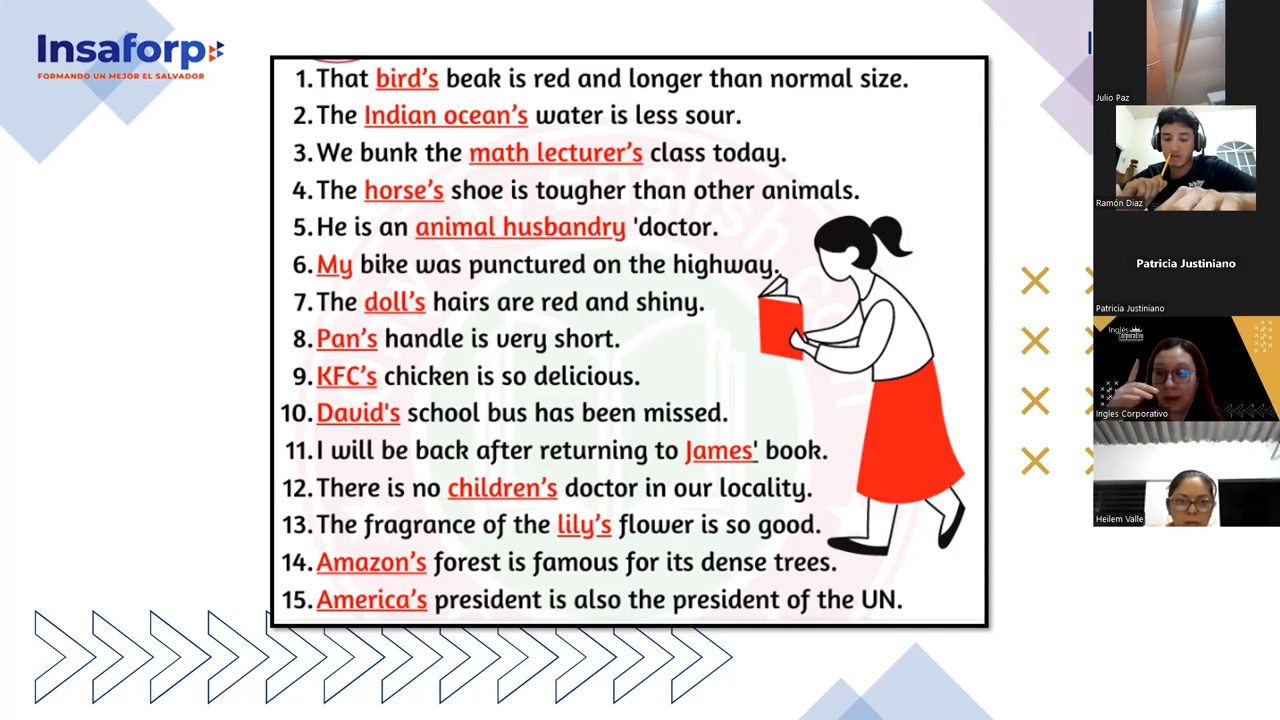 Insaforp
FORMANDO UN MEJOR EL SALVADOR
1. That bird's beak is red and longer than normal size.
2. The Indian ocean's water is less sour.
3. We bunk the math lecturer's class today.
4. The horse's shoe is tougher than other animals.
5. He is an animal husbandry 'doctor.
6. My bike was punctured on the highway.
7. The doll's hairs are red and shiny.
8. Pan's handle is very short.
9. KFC's chicken is so delicious.
10. David's school bus has been missed.
11. I will be back after returning to James' book.
12. There is no children's doctor in our locality.
13. The fragrance of the lily's flower is so good.
14. Amazon's forest is famous for its dense trees.
15. America's president is also the president of the UN.
Julio Paz
Ramón Diaz
Patricia Justiniano
Patricia Justiniano
Inglés
Corporativo
Ingles Corporativo
Heilem Valle